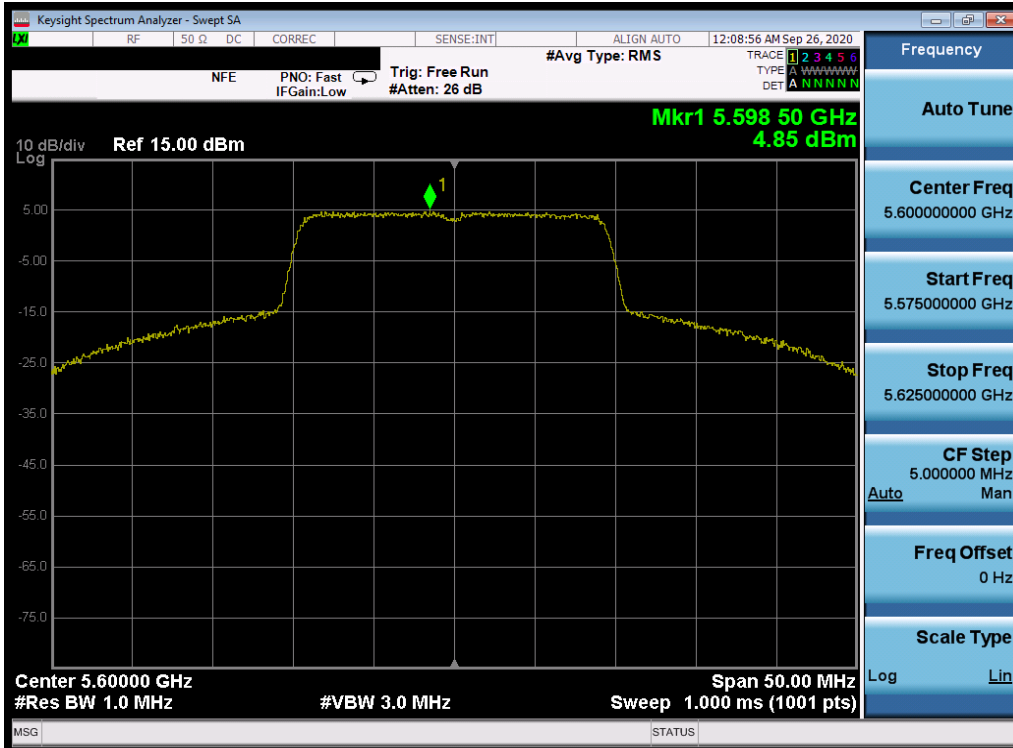 Keysight Spectrum Analyzer - Swept SA
LXI RF 50 Ω DC CORREC SENSE:INT ALIGN AUTO 12:08:56 AM Sep 26, 2020
NFE PNO: Fast Trig: Free Run #Avg Type: RMS TRACE 1 2 3 4 5 6
IFGain:Low #Atten: 26 dB TYPE A WWWWW
DET A N N N N N
Mkr1 5.598 50 GHz
4.85 dBm
10 dB/div Ref 15.00 dBm
Log
1
5.00
-5.00
-15.0
-25.0
-35.0
-45.0
-55.0
-65.0
-75.0
Center 5.60000 GHz Span 50.00 MHz
#Res BW 1.0 MHz #VBW 3.0 MHz Sweep 1.000 ms (1001 pts)
MSG STATUS
Frequency
Auto Tune
Center Freq
5.600000000 GHz
Start Freq
5.575000000 GHz
Stop Freq
5.625000000 GHz
CF Step
5.000000 MHz
Auto Man
Freq Offset
0 Hz
Scale Type
Log Lin